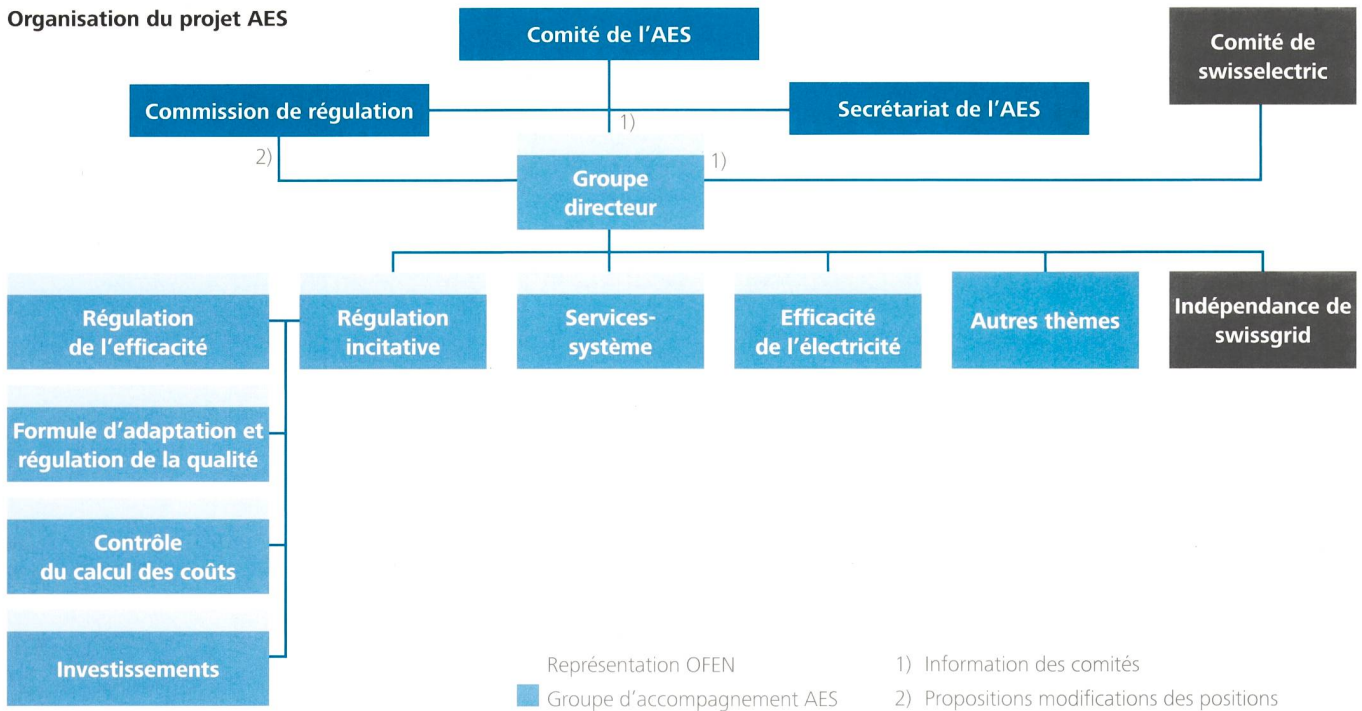 Organisation du projet AES
Comité de l'AES
Comité de
swisselectric
Commission de régulation
Secrétariat de l'AES
1)
2)
1)
Groupe
directeur
Régulation
de l'efficacité
Régulation
incitative
Services-
système
Efficacité
de l'électricité
Autres thèmes
Indépendance de
swissgrid
Formule d'adaptation et
régulation de la qualité
Contrôle
du calcul des coûts
Investissements
Représentation OFEN
Groupe d'accompagnement AES
1) Information des comités
2) Propositions modifications des positions